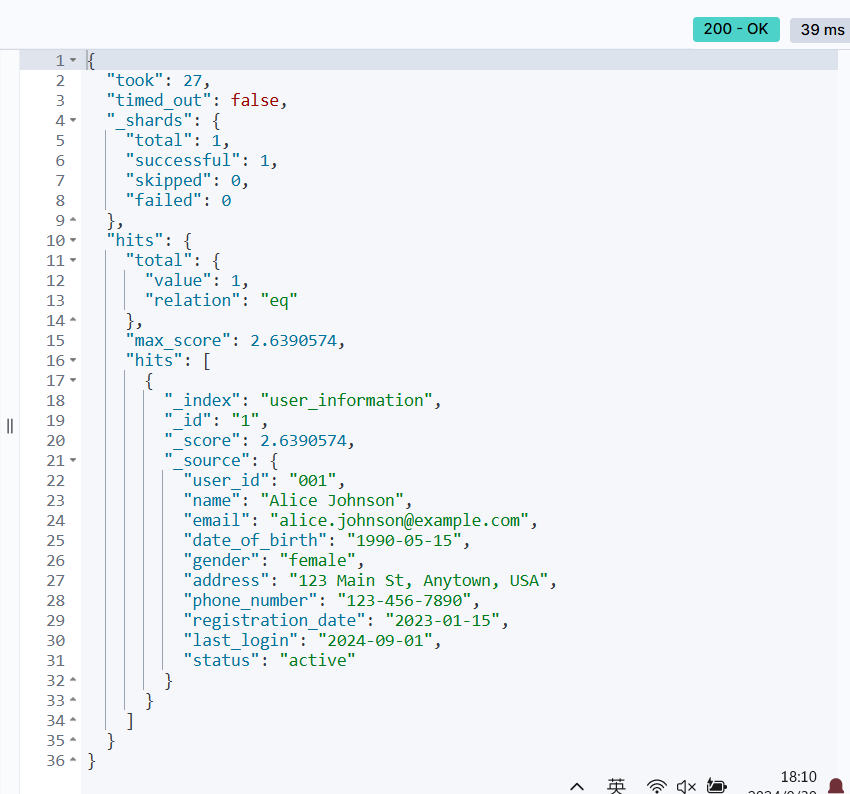 200 - OK 39 ms
1 {
2 "took": 27,
3 "timed_out": false,
4 "_shards": {
5 "total": 1,
6 "successful": 1,
7 "skipped": 0,
8 "failed": 0
9 },
10 "hits": {
11 "total": {
12 "value": 1,
13 "relation": "eq"
14 },
15 "max_score": 2.6390574,
16 "hits": [
17 {
18 "_index": "user_information",
19 "_id": "1",
20 "_score": 2.6390574,
21 "_source": {
22 "user_id": "001",
23 "name": "Alice Johnson",
24 "email": "alice.johnson@example.com",
25 "date_of_birth": "1990-05-15",
26 "gender": "female",
27 "address": "123 Main St, Anytown, USA",
28 "phone_number": "123-456-7890",
29 "registration_date": "2023-01-15",
30 "last_login": "2024-09-01",
31 "status": "active"
32 }
33 }
34 ]
35 }
36 }
英 18:10